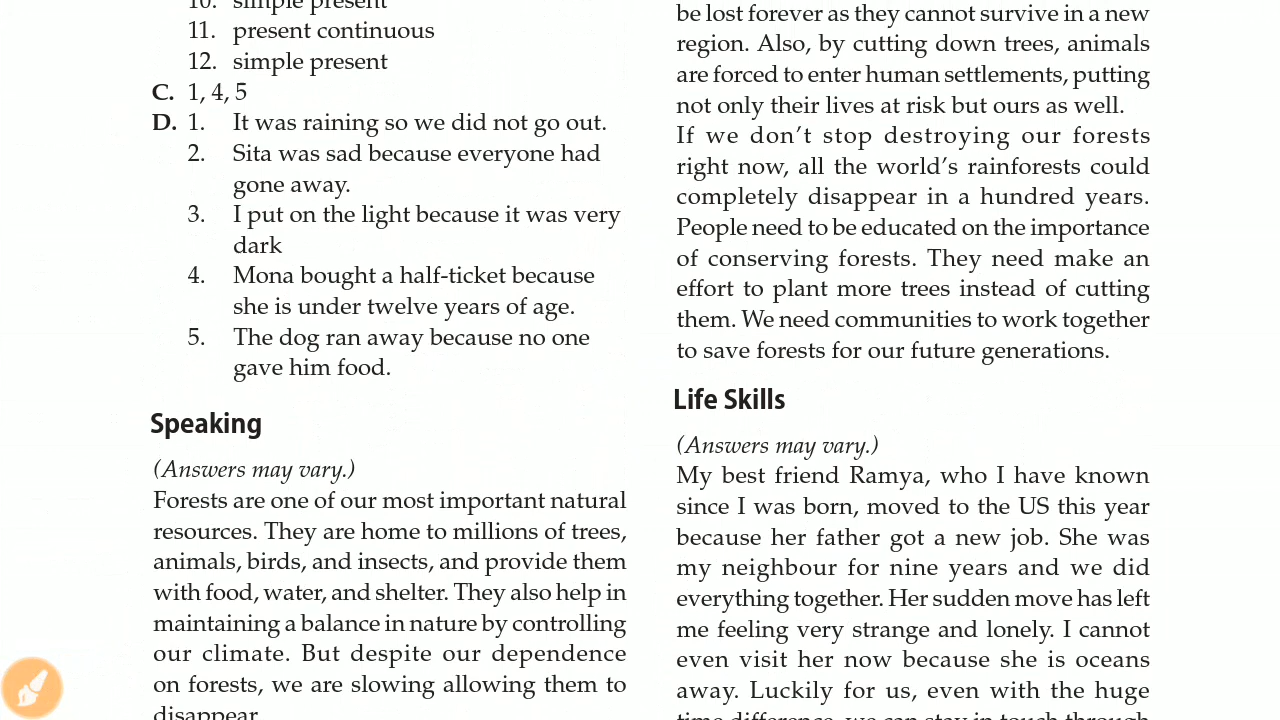 10. simple present
11. present continuous
12. simple present
C. 1, 4, 5
D. 1. It was raining so we did not go out.
2. Sita was sad because everyone had
gone away.
3. I put on the light because it was very
dark
4. Mona bought a half-ticket because
she is under twelve years of age.
5. The dog ran away because no one
gave him food.
Speaking
(Answers may vary.)
Forests are one of our most important natural
resources. They are home to millions of trees,
animals, birds, and insects, and provide them
with food, water, and shelter. They also help in
maintaining a balance in nature by controlling
our climate. But despite our dependence
on forests, we are slowing allowing them to
disappear.
be lost forever as they cannot survive in a new
region. Also, by cutting down trees, animals
are forced to enter human settlements, putting
not only their lives at risk but ours as well.
If we don't stop destroying our forests
right now, all the world's rainforests could
completely disappear in a hundred years.
People need to be educated on the importance
of conserving forests. They need make an
effort to plant more trees instead of cutting
them. We need communities to work together
to save forests for our future generations.
Life Skills
(Answers may vary.)
My best friend Ramya, who I have known
since I was born, moved to the US this year
because her father got a new job. She was
my neighbour for nine years and we did
everything together. Her sudden move has left
me feeling very strange and lonely. I cannot
even visit her now because she is oceans
away. Luckily for us, even with the huge
time difference, we can stay in touch through